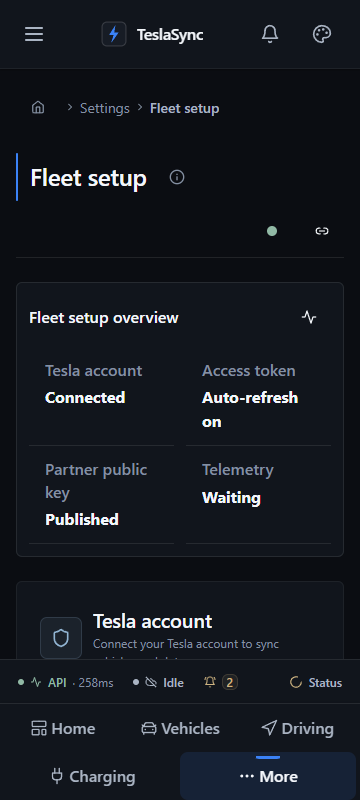 TeslaSync
Settings
Fleet setup
Fleet setup
Fleet setup overview
Tesla account
Connected
Access token
Auto-refresh
on
Partner public
key
Published
Telemetry
Waiting
Tesla account
Connect your Tesla account to sync
API · 258ms
Idle
2
Status
Home
Vehicles
Driving
Charging
More